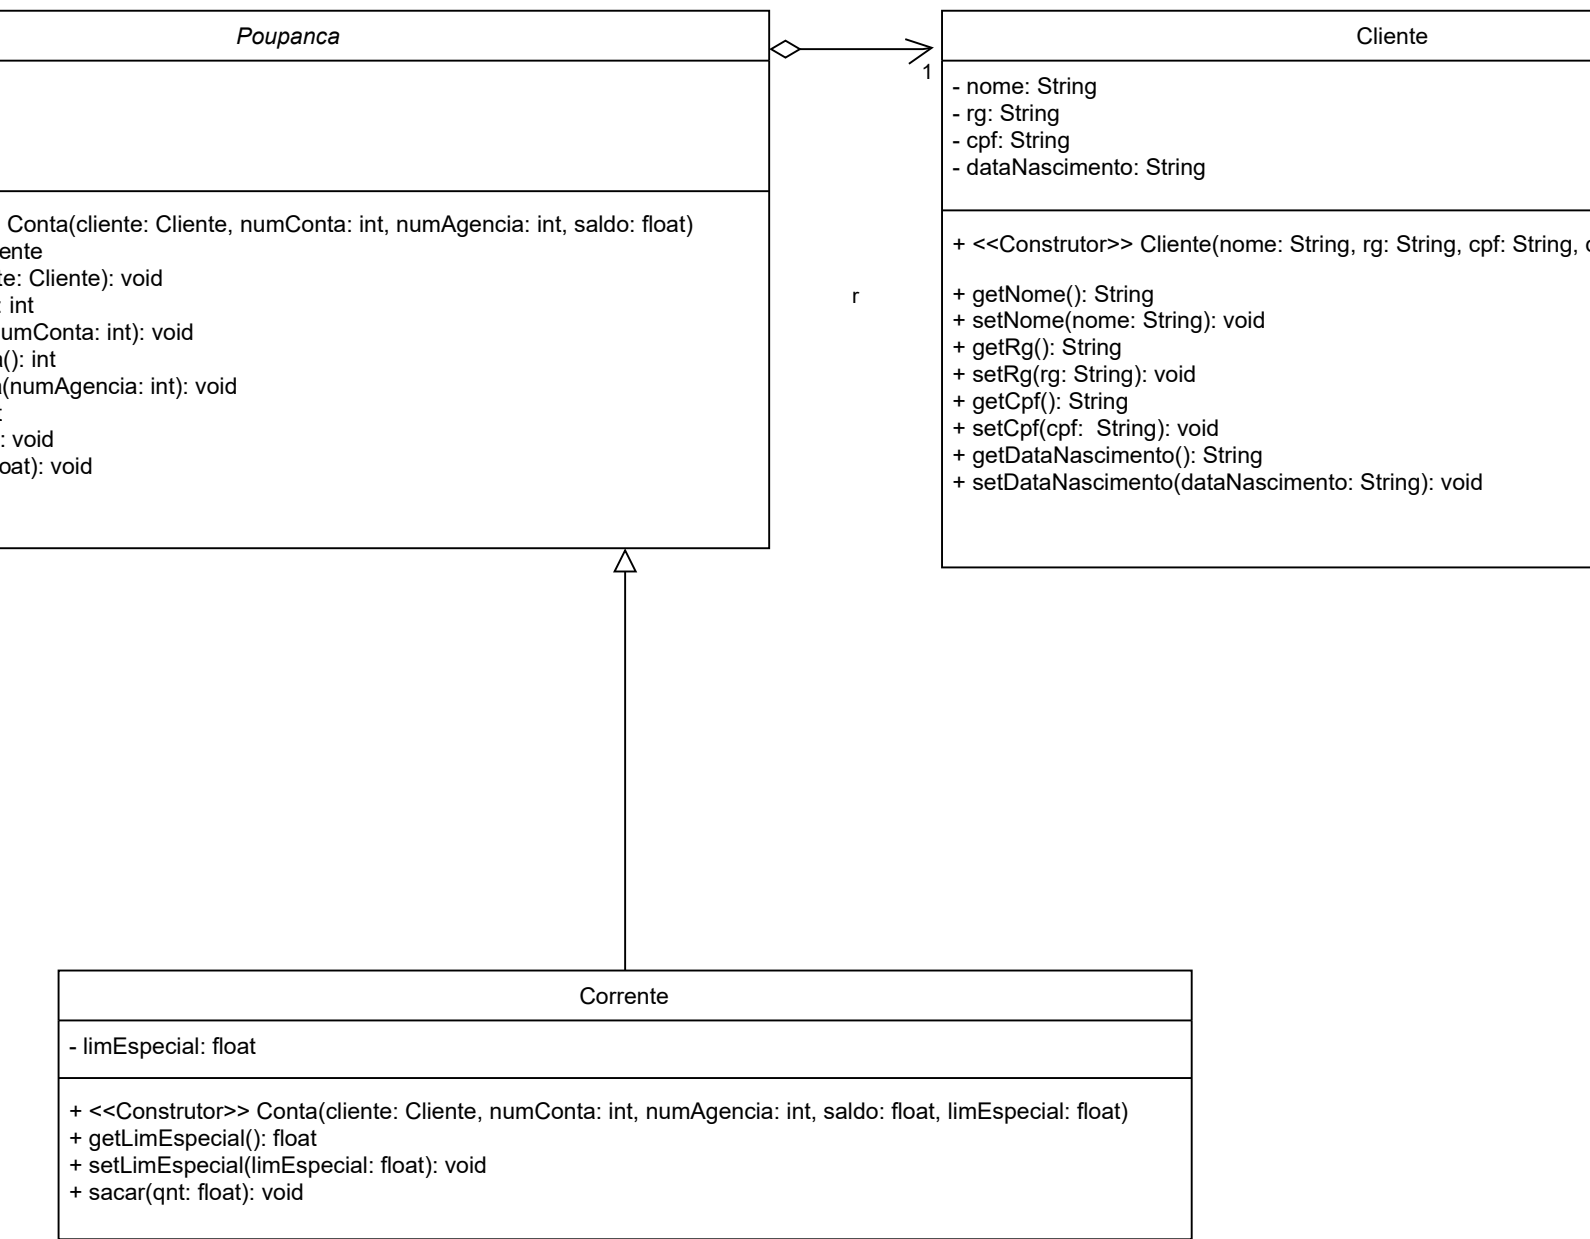 Poupanca
Conta(cliente: Cliente, numConta: int, numAgencia: int, saldo: float)
ente
te: Cliente): void
: int
umConta: int): void
a(): int
a(numAgencia: int): void
: void
oat): void
1
r
Cliente
- nome: String
- rg: String
- cpf: String
- dataNascimento: String
+ <<Construtor>> Cliente(nome: String, rg: String, cpf: String,
+ getNome(): String
+ setNome(nome: String): void
+ getRg(): String
+ setRg(rg: String): void
+ getCpf(): String
+ setCpf(cpf:  String): void
+ getDataNascimento(): String
+ setDataNascimento(dataNascimento: String): void
Corrente
- limEspecial: float
+ <<Construtor>> Conta(cliente: Cliente, numConta: int, numAgencia: int, saldo: float, limEspecial: float)
+ getLimEspecial(): float
+ setLimEspecial(limEspecial: float): void
+ sacar(qnt: float): void